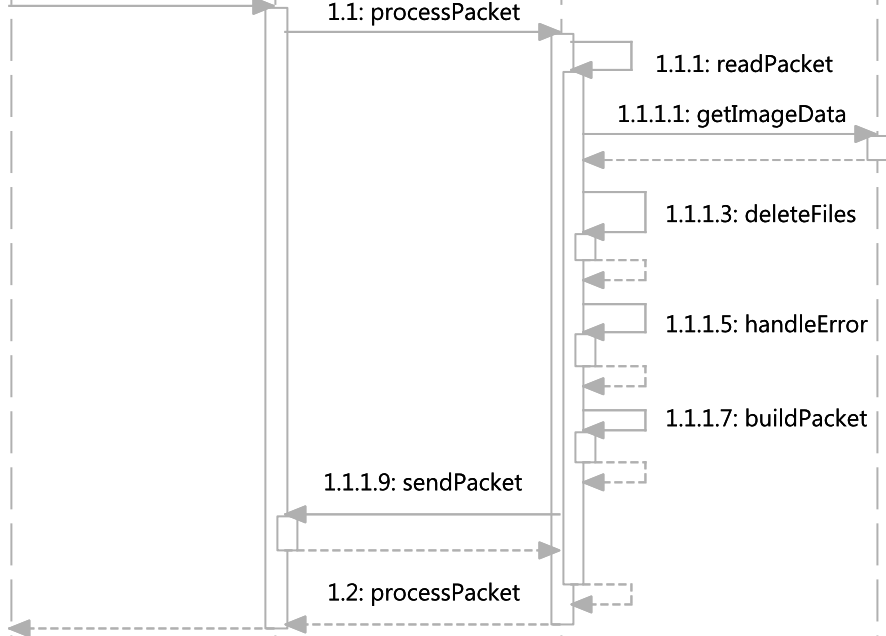 1.1: processPacket
1.1.1: readPacket
1.1.1.1: getImageData
1.1.1.3: deleteFiles
1.1.1.5: handleError
1.1.1.7: buildPacket
1.1.1.9: sendPacket
1.2: processPacket